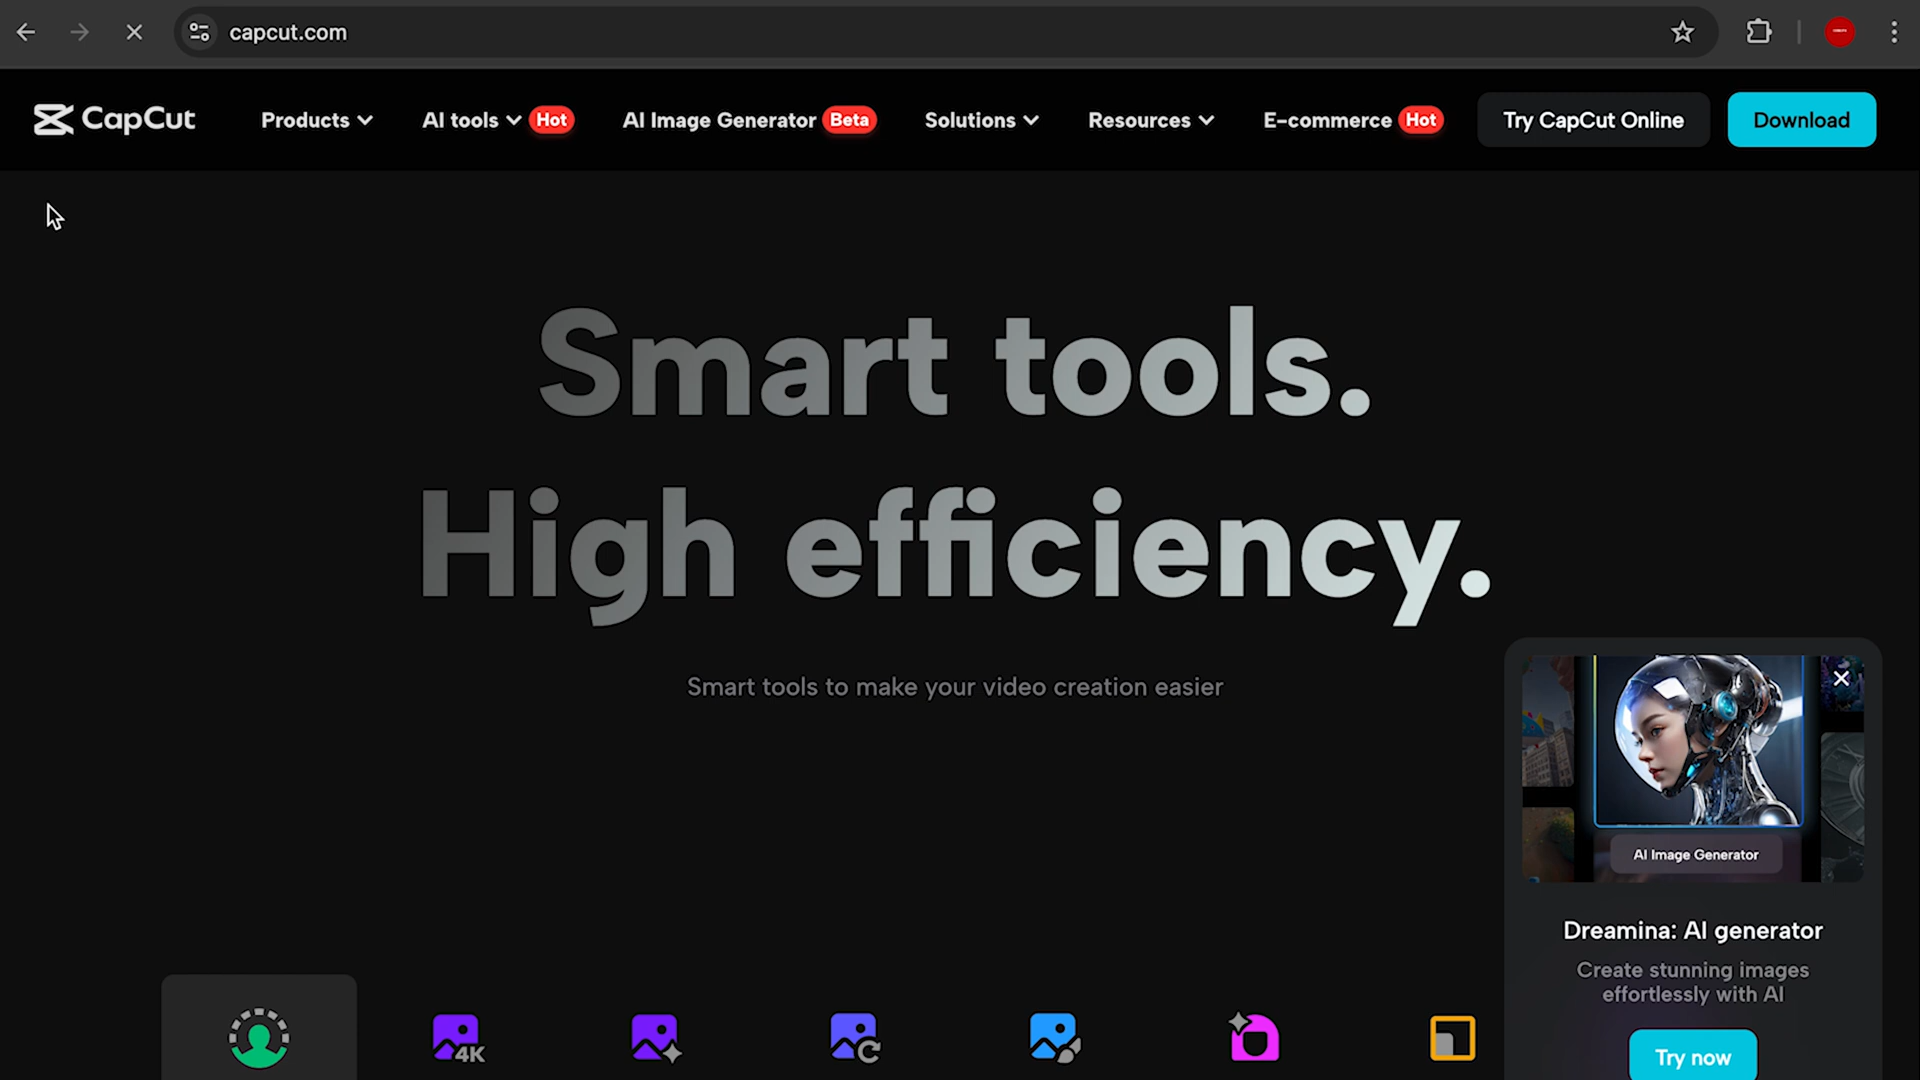 capcut.com
CapCut
Products
AI tools Hot
AI Image Generator Beta
Solutions
Resources
E-commerce Hot
Try CapCut Online
Download
Smart tools.
High efficiency.
Smart tools to make your video creation easier
AI Image Generator
Dreamina: AI generator
Create stunning images
effortlessly with AI
Try now
4K